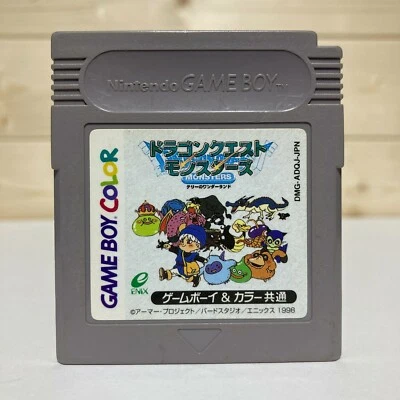 Nintendo GAME BOY™
GAME BOY COLOR
ドラゴンクエスト
モンスターズ
MONSTERS
テリーのワンダーランド
DMG-ADQJ-JPN
ENIX
ゲームボーイ & カラー共通
©アーマー・プロジェクト/バードスタジオ/エニックス 1998